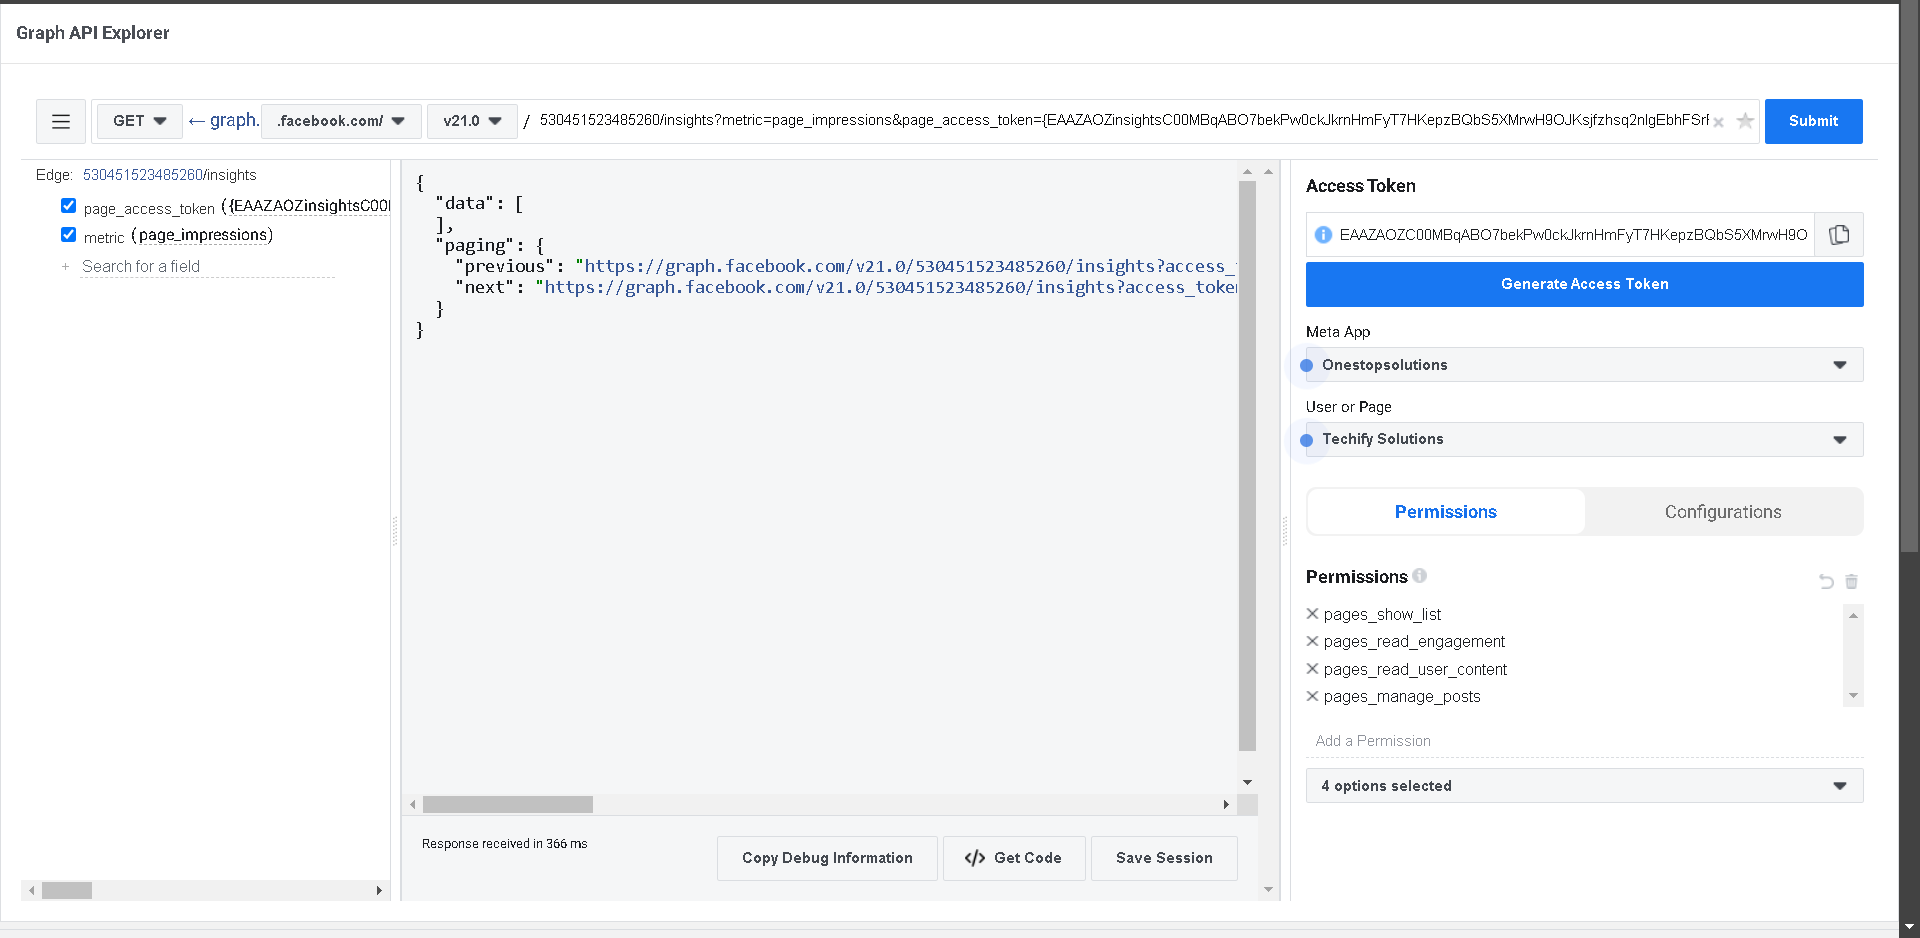 Graph API Explorer
GET ← graph. .facebook.com/ v21.0 / 530451523485260/insights?metric=page_impressions&page_access_token={EAAZAOZinsightsC00MBqABO7bekPw0ckJkrnHmFyT7HKepzBQbS5XMrwH9OJKsjfzhsq2nlgEbhFSrF Submit
Edge: 530451523485260/insights
page_access_token ({EAAZAOZinsightsC00
metric (page_impressions)
+ Search for a field
{
"data": [
],
"paging": {
"previous": "https://graph.facebook.com/v21.0/530451523485260/insights?access_
"next": "https://graph.facebook.com/v21.0/530451523485260/insights?access_token
}
}
Response received in 366 ms
Copy Debug Information
</> Get Code
Save Session
Access Token
EAAZAOZC00MBqABO7bekPw0ckJkrnHmFyT7HKepzBQbS5XMrwH9O
Generate Access Token
Meta App
Onestopsolutions
User or Page
Techify Solutions
Permissions Configurations
Permissions
pages_show_list
pages_read_engagement
pages_read_user_content
pages_manage_posts
Add a Permission
4 options selected